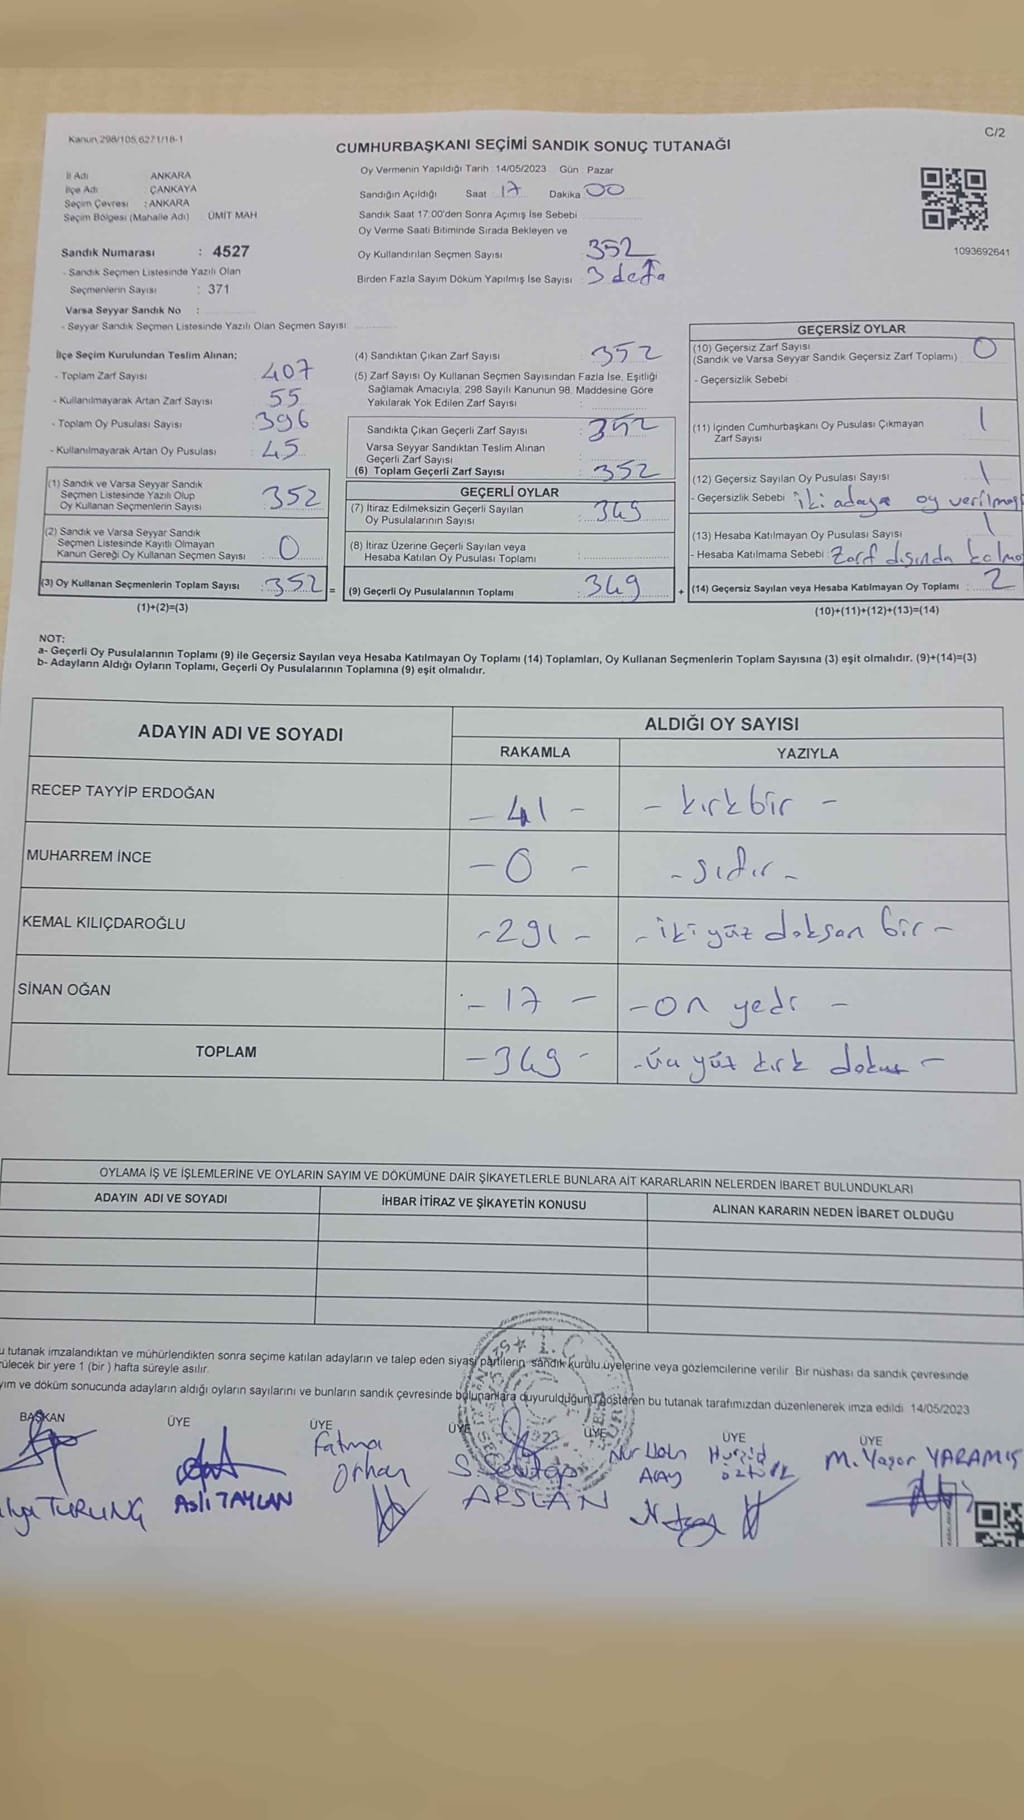 Kanun 298/105,6271/18-1
C/2
CUMHURBAŞKANI SEÇİMİ SANDIK SONUÇ TUTANAĞI
İl Adı ANKARA
İlçe Adı ÇANKAYA
Seçim Çevresi : ANKARA
Seçim Bölgesi (Mahalle Adı) ÜMİT MAH
Sandık Numarası : 4527
- Sandık Seçmen Listesinde Yazılı Olan
Seçmenlerin Sayısı : 371
Varsa Seyyar Sandık No :
- Seyyar Sandık Seçmen Listesinde Yazılı Olan Seçmen Sayısı
Oy Vermenin Yapıldığı Tarih 14/05/2023 Gün : Pazar
Sandığın Açıldığı Saat 17 Dakika 00
Sandık Saat 17:00'den Sonra Açımış İse Sebebi
Oy Verme Saati Bitiminde Sırada Bekleyen ve
Oy Kullandırılan Seçmen Sayısı 352
Birden Fazla Sayım Döküm Yapılmış İse Sayısı : 3 defa
1093692641
İlçe Seçim Kurulundan Teslim Alınan;
- Toplam Zarf Sayısı 407
- Kullanılmayarak Artan Zarf Sayısı 55
- Toplam Oy Pusulası Sayısı 396
- Kullanılmayarak Artan Oy Pusulası : 45
(1) Sandık ve Varsa Seyyar Sandık
Seçmen Listesinde Yazılı Olup
Oy Kullanan Seçmenlerin Sayısı 352
(2) Sandık ve Varsa Seyyar Sandık
Seçmen Listesinde Kayıtlı Olmayan
Kanun Gereği Oy Kullanan Seçmen Sayısı : 0
(3) Oy Kullanan Seçmenlerin Toplam Sayısı : 352 =
(1)+(2)=(3)
(4) Sandıktan Çıkan Zarf Sayısı 352
(5) Zarf Sayısı Oy Kullanan Seçmen Sayısından Fazla İse, Eşitliği
Sağlamak Amacıyla; 298 Sayılı Kanunun 98. Maddesine Göre
Yakılarak Yok Edilen Zarf Sayısı
Sandıkta Çıkan Geçerli Zarf Sayısı : 352
Varsa Seyyar Sandıktan Teslim Alınan
Geçerli Zarf Sayısı
(6) Toplam Geçerli Zarf Sayısı : 352
GEÇERLİ OYLAR
(7) İtiraz Edilmeksizin Geçerli Sayılan
Oy Pusulalarının Sayısı : 349
(8) İtiraz Üzerine Geçerli Sayılan veya
Hesaba Katılan Oy Pusulası Toplamı
(9) Geçerli Oy Pusulalarının Toplamı : 349 +
GEÇERSİZ OYLAR
(10) Geçersiz Zarf Sayısı
(Sandık ve Varsa Seyyar Sandık Geçersiz Zarf Toplamı) 0
- Geçersizlik Sebebi
(11) İçinden Cumhurbaşkanı Oy Pusulası Çıkmayan
Zarf Sayısı 1
(12) Geçersiz Sayılan Oy Pusulası Sayısı 1
- Geçersizlik Sebebi iki adaya oy verilmaş
(13) Hesaba Katılmayan Oy Pusulası Sayısı 1
- Hesaba Katılmama Sebebi Zarf dışında kalmo
(14) Geçersiz Sayılan veya Hesaba Katılmayan Oy Toplamı : 2
(10)+(11)+(12)+(13)=(14)
NOT:
a- Geçerli Oy Pusulalarının Toplamı (9) ile Geçersiz Sayılan veya Hesaba Katılmayan Oy Toplamı (14) Toplamları, Oy Kullanan Seçmenlerin Toplam Sayısına (3) eşit olmalıdır. (9)+(14)=(3)
b- Adayların Aldığı Oyların Toplamı, Geçerli Oy Pusulalarının Toplamına (9) eşit olmalıdır.
ADAYIN ADI VE SOYADI
ALDIĞI OY SAYISI
RAKAMLA YAZIYLA
RECEP TAYYİP ERDOĞAN - 41 - - kırkbir -
MUHARREM İNCE - 0 - - sıfır -
KEMAL KILIÇDAROĞLU - 291 - - iki yüz doksan bir -
SİNAN OĞAN - 17 - - on yedi -
TOPLAM - 349 - - üç yüz kırk dokuz -
OYLAMA İŞ VE İŞLEMLERİNE VE OYLARIN SAYIM VE DÖKÜMÜNE DAİR ŞİKAYETLERLE BUNLARA AİT KARARLARIN NELERDEN İBARET BULUNDUKLARI
ADAYIN ADI VE SOYADI İHBAR İTİRAZ VE ŞİKAYETİN KONUSU ALINAN KARARIN NEDEN İBARET OLDUĞU
u tutanak imzalandıktan ve mühürlendikten sonra seçime katılan adayların ve talep eden siyasi partilerin sandık kurulu üyelerine veya gözlemcilerine verilir. Bir nüshası da sandık çevresinde
rülecek bir yere 1 (bir ) hafta süreyle asılır.
yım ve döküm sonucunda adayların aldığı oyların sayılarını ve bunların sandık çevresinde bulunanlara duyurulduğunu gösteren bu tutanak tarafımızdan düzenlenerek imza edildi 14/05/2023
BAŞKAN ÜYE ÜYE ÜYE ÜYE ÜYE ÜYE
TURUNG
ASLI TAYLAN
Fatma
Orhan
ARSLAN
Nurcan
Aray
Hurşid
öztürk
M. Yaşar YARAMIŞ
T.C.